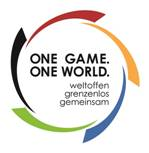 ONE GAME.
ONE WORLD.
weltoffen
grenzenlos
gemeinsam